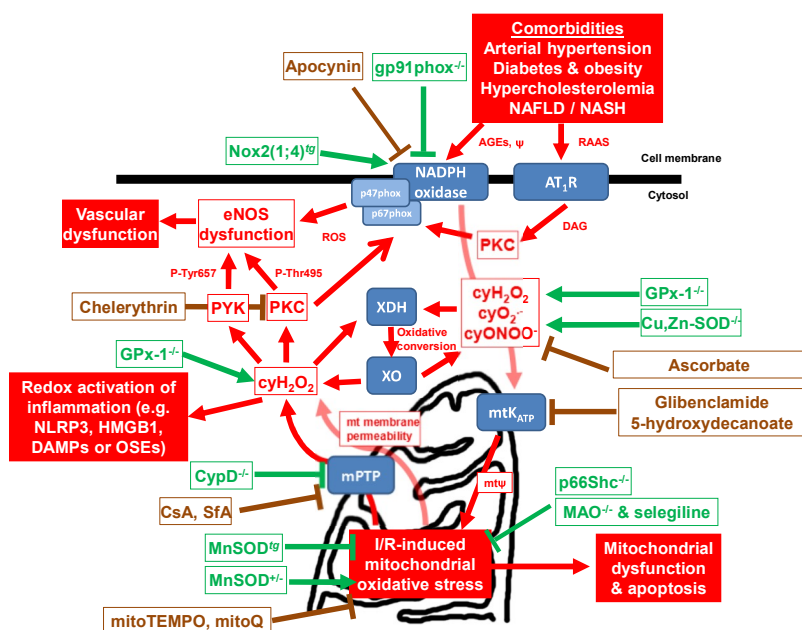 Comorbidities
Arterial hypertension
Diabetes & obesity
Hypercholesterolemia
NAFLD / NASH
Apocynin
gp91phox-/-
Nox2(1;4)tg
AGEs, ψ
RAAS
Cell membrane
Cytosol
NADPH
oxidase
AT1R
p47phox
p67phox
Vascular
dysfunction
eNOS
dysfunction
ROS
PKC
DAG
P-Tyr657
P-Thr495
Chelerythrin
PYK
PKC
XDH
cyH2O2
cyO2·-
cyONOO-
GPx-1-/-
Cu,Zn-SOD-/-
Oxidative
conversion
GPx-1-/-
cyH2O2
XO
Ascorbate
Redox activation of
inflammation (e.g.
NLRP3, HMGB1,
DAMPs or OSEs)
mt membrane
permeability
mtKATP
Glibenclamide
5-hydroxydecanoate
CypD-/-
mPTP
mtψ
p66Shc-/-
CsA, SfA
MAO-/- & selegiline
MnSODtg
MnSOD+/-
I/R-induced
mitochondrial
oxidative stress
Mitochondrial
dysfunction
& apoptosis
mitoTEMPO, mitoQ